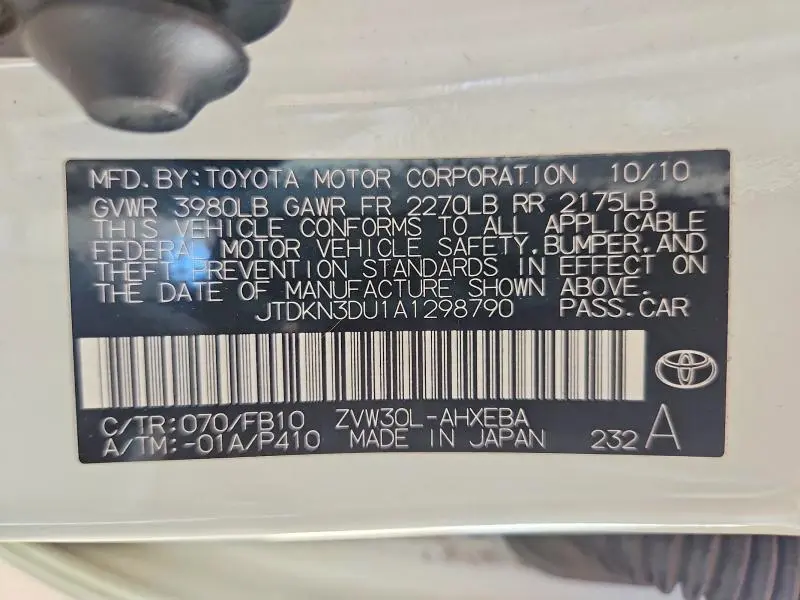 MFD.BY:TOYOTA MOTOR CORPORATION 10/10
GVWR 3980LB GAWR FR 2270LB RR 2175LB
THIS VEHICLE CONFORMS TO ALL APPLICABLE
FEDERAL MOTOR VEHICLE SAFETY,BUMPER,AND
THEFT PREVENTION STANDARDS IN EFFECT ON
THE DATE OF MANUFACTURE SHOWN ABOVE.
JTDKN3DU1A1298790 PASS.CAR
C/TR:070/FB10 ZVW30L-AHXEBA
A/TM:-01A/P410 MADE IN JAPAN 232 A